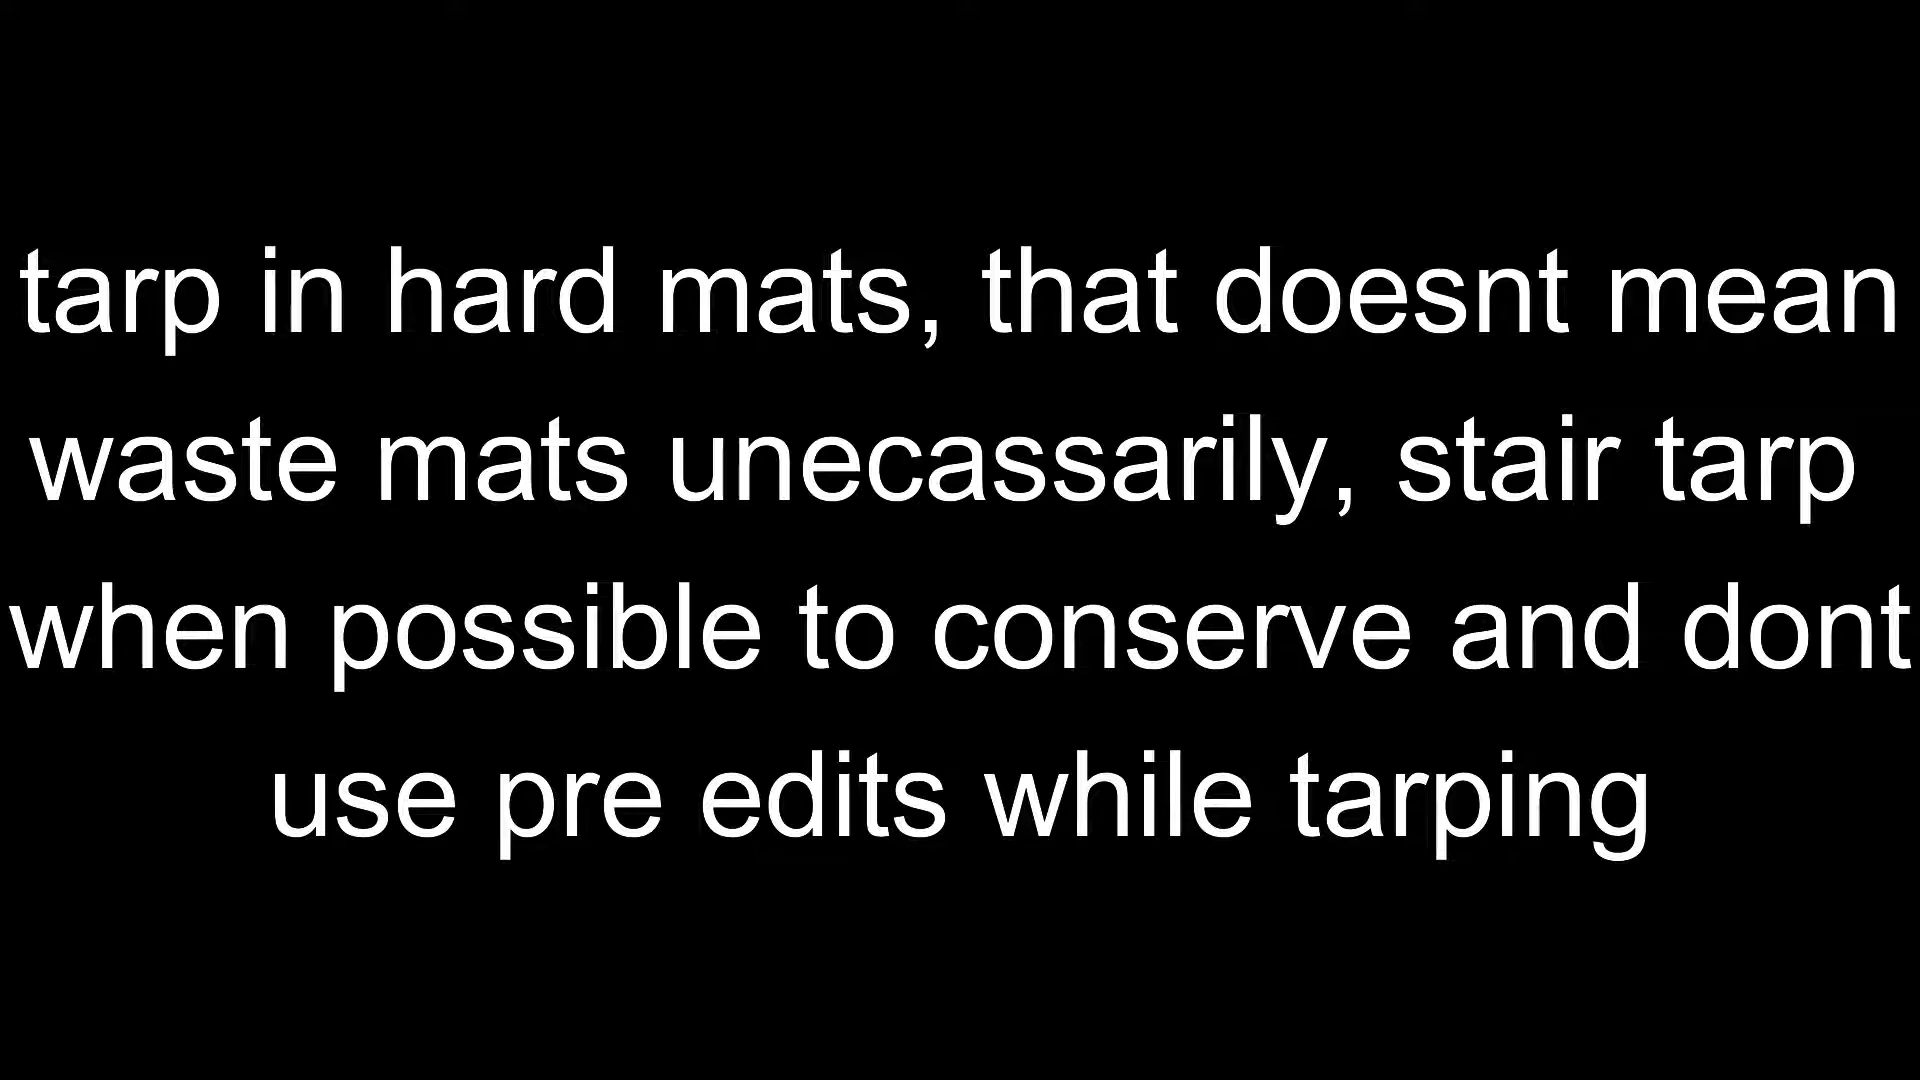 tarp in hard mats, that doesnt mean
waste mats unecassarily, stair tarp
when possible to conserve and dont
use pre edits while tarping